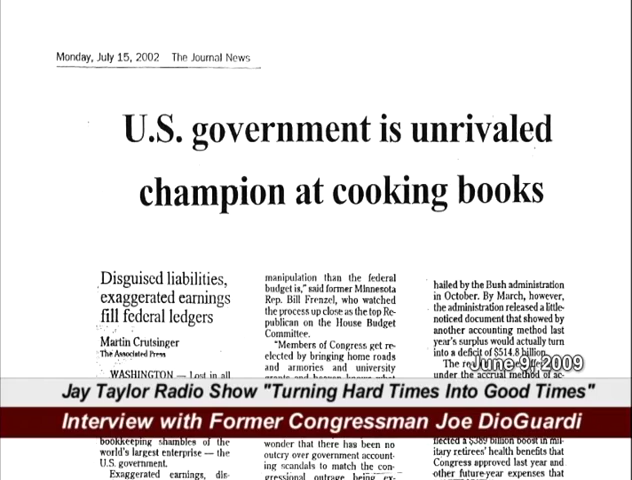 Monday, July 15, 2002 The Journal News
U.S. government is unrivaled
champion at cooking books
Disguised liabilities,
exaggerated earnings
fill federal ledgers
Martin Crutsinger
The Associated Press
WASHINGTON — Lost in all
bookkeeping shambles of the
world's largest enterprise — the
U.S. government.
Exaggerated earnings, dis-
manipulation than the federal
budget is," said former Minnesota
Rep. Bill Frenzel, who watched
the process up close as the top Re-
publican on the House Budget
Committee.
"Members of Congress get re-
elected by bringing home roads
and armories and university
wonder that there has been no
outcry over government account-
ing scandals to match the con-
gressional outrage being ex-
hailed by the Bush administration
in October. By March, however,
the administration released a little-
noticed document that showed by
another accounting method last
year's surplus would actually turn
into a deficit of $514.8 billion.
The
under the accrual method of ac-
flected a $389 billion boost in mil-
itary retirees' health benefits that
Congress approved last year and
other future-year expenses that
June 9, 2009
Jay Taylor Radio Show "Turning Hard Times Into Good Times"
Interview with Former Congressman Joe DioGuardi